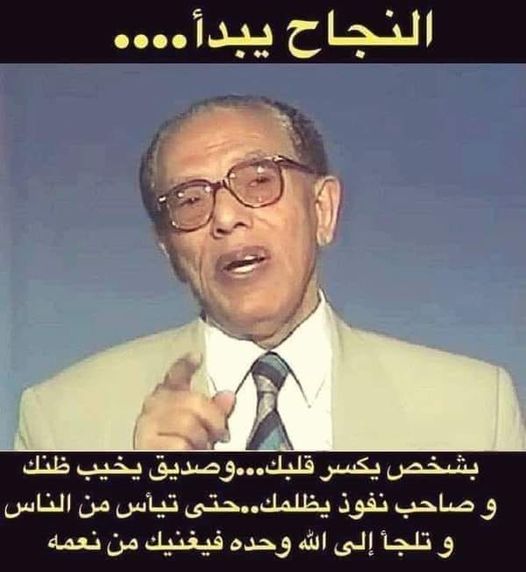 النجاح يبدأ....
بشخص يكسر قلبك...وصديق يخيب ظنك
و صاحب نفوذ يظلمك..حتى تيأس من الناس
و تلجأ إلى الله وحده فيغنيك من نعمه